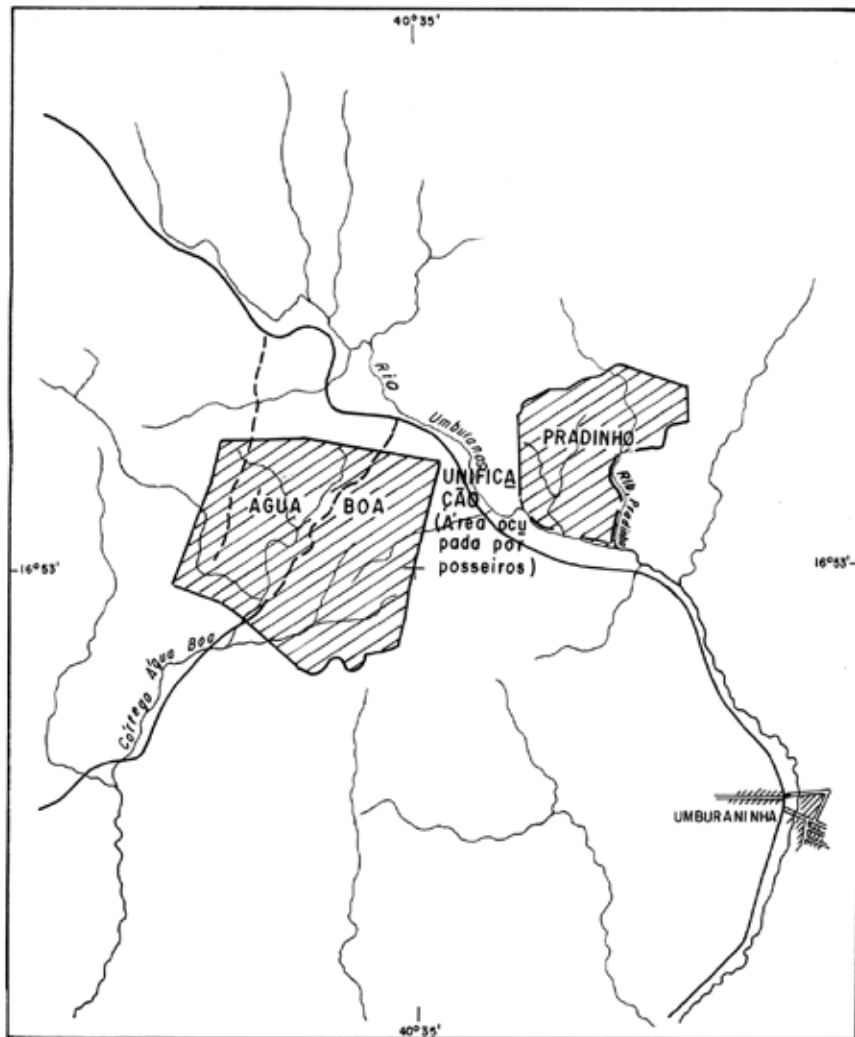 40°35'
Rio
Umburanas
PRADINHO
ÁGUA BOA
UNIFICA
ÇÃO
(Área ocu
pada por
posseiros)
Rib. Pradinho
16°53'
16°53'
Córrego Água Boa
UMBURANINHA
40°35'